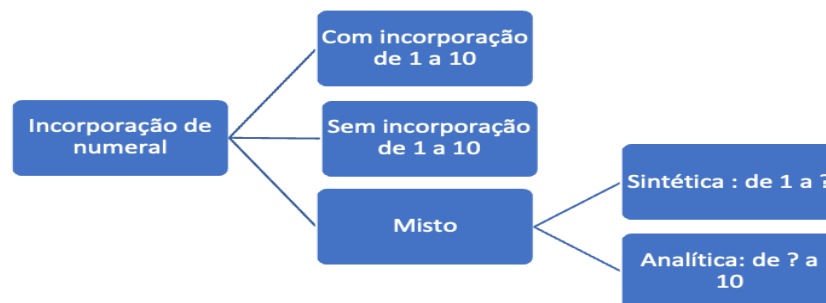 Com incorporação
de 1 a 10
Incorporação de
numeral
Sem incorporação
de 1 a 10
Misto
Sintética : de 1 a ?
Analítica: de ? a
10